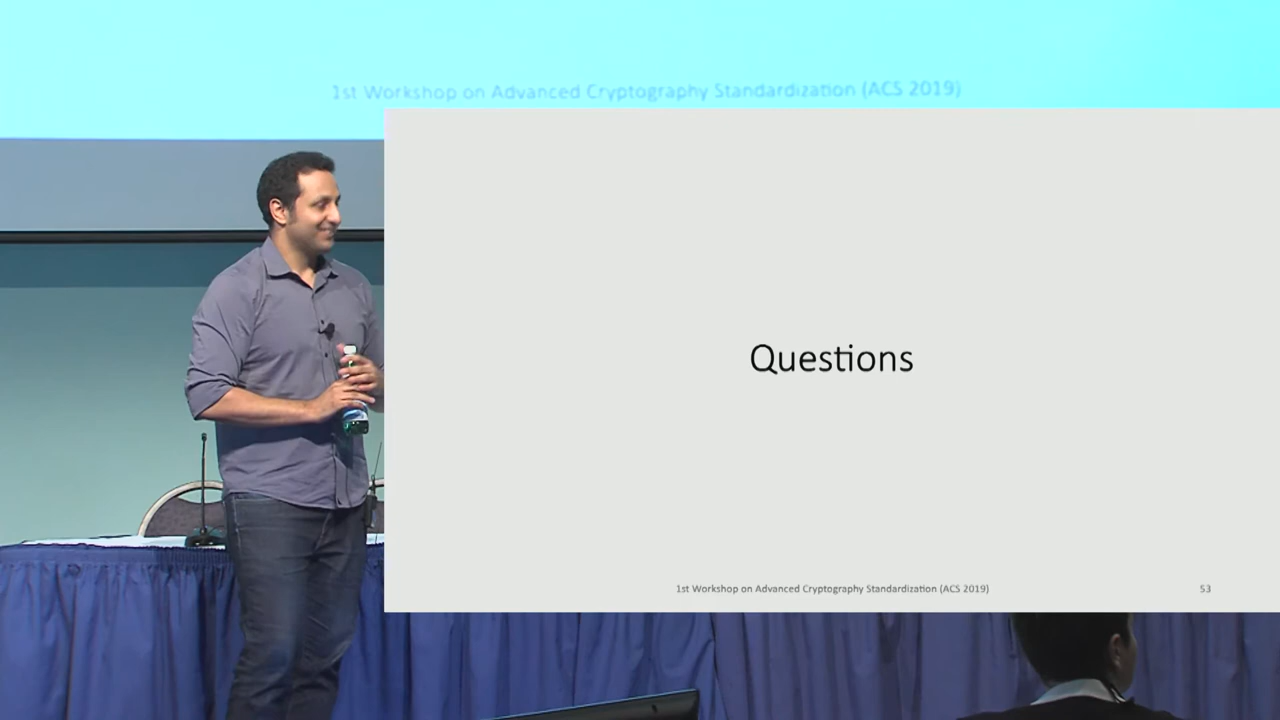 1st Workshop on Advanced Cryptography Standardization (ACS 2019)
Questions
1st Workshop on Advanced Cryptography Standardization (ACS 2019)
53